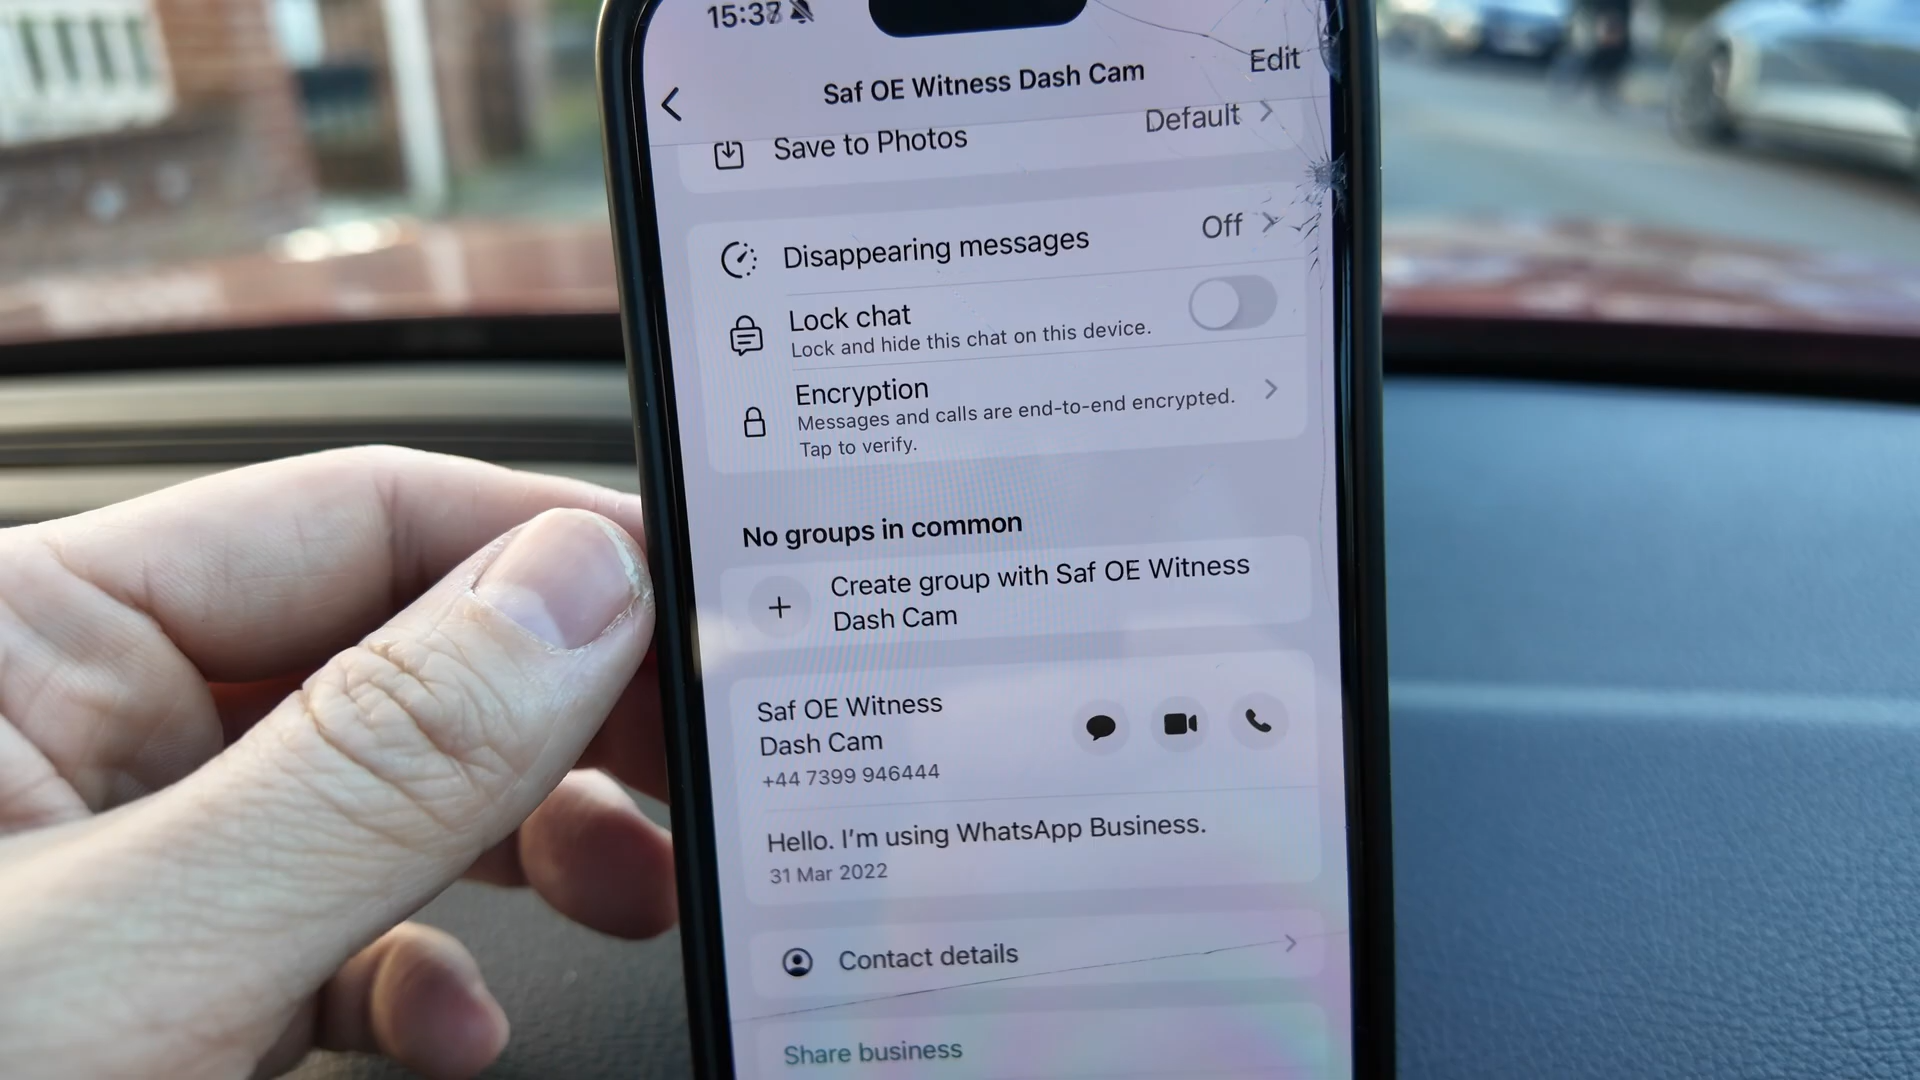 15:37
Saf OE Witness Dash Cam
Edit
Save to Photos
Default
Disappearing messages
Off
Lock chat
Lock and hide this chat on this device.
Encryption
Messages and calls are end-to-end encrypted.
Tap to verify.
No groups in common
Create group with Saf OE Witness
Dash Cam
Saf OE Witness
Dash Cam
+44 7399 946444
Hello. I’m using WhatsApp Business.
31 Mar 2022
Contact details
Share business